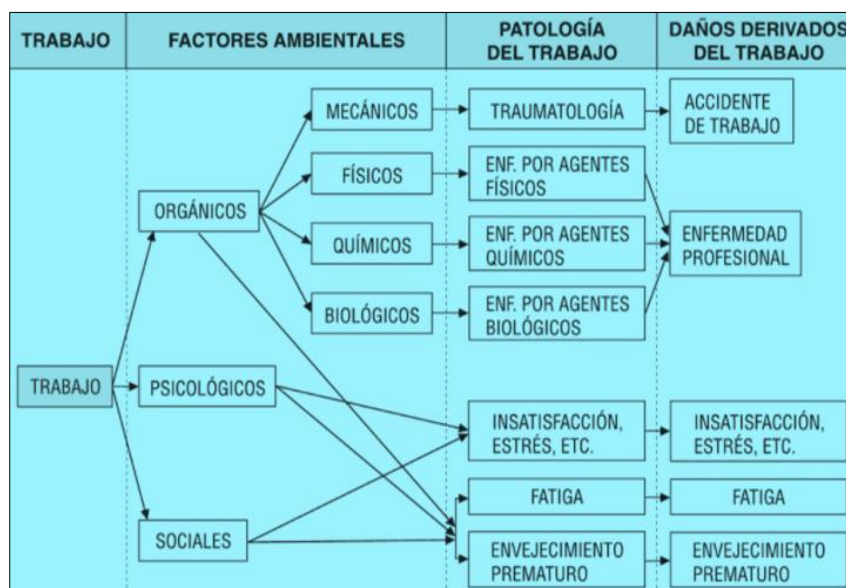 TRABAJO
FACTORES AMBIENTALES
PATOLOGÍA
DEL TRABAJO
DAÑOS DERIVADOS
DEL TRABAJO
MECÁNICOS
TRAUMATOLOGÍA
ACCIDENTE
DE TRABAJO
FÍSICOS
ENF. POR AGENTES
FÍSICOS
ORGÁNICOS
QUÍMICOS
ENF. POR AGENTES
QUÍMICOS
ENFERMEDAD
PROFESIONAL
BIOLÓGICOS
ENF. POR AGENTES
BIOLÓGICOS
TRABAJO
PSICOLÓGICOS
INSATISFACCIÓN,
ESTRÉS, ETC.
INSATISFACCIÓN,
ESTRÉS, ETC.
FATIGA
FATIGA
SOCIALES
ENVEJECIMIENTO
PREMATURO
ENVEJECIMIENTO
PREMATURO